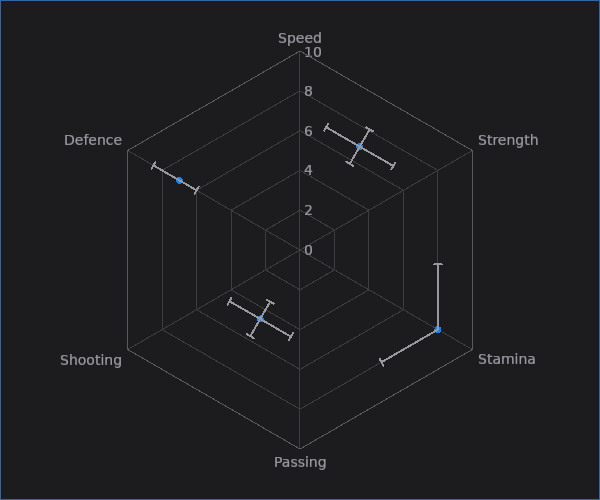 Speed
10
Defence
8
Strength
6
4
2
0
Shooting
Stamina
Passing